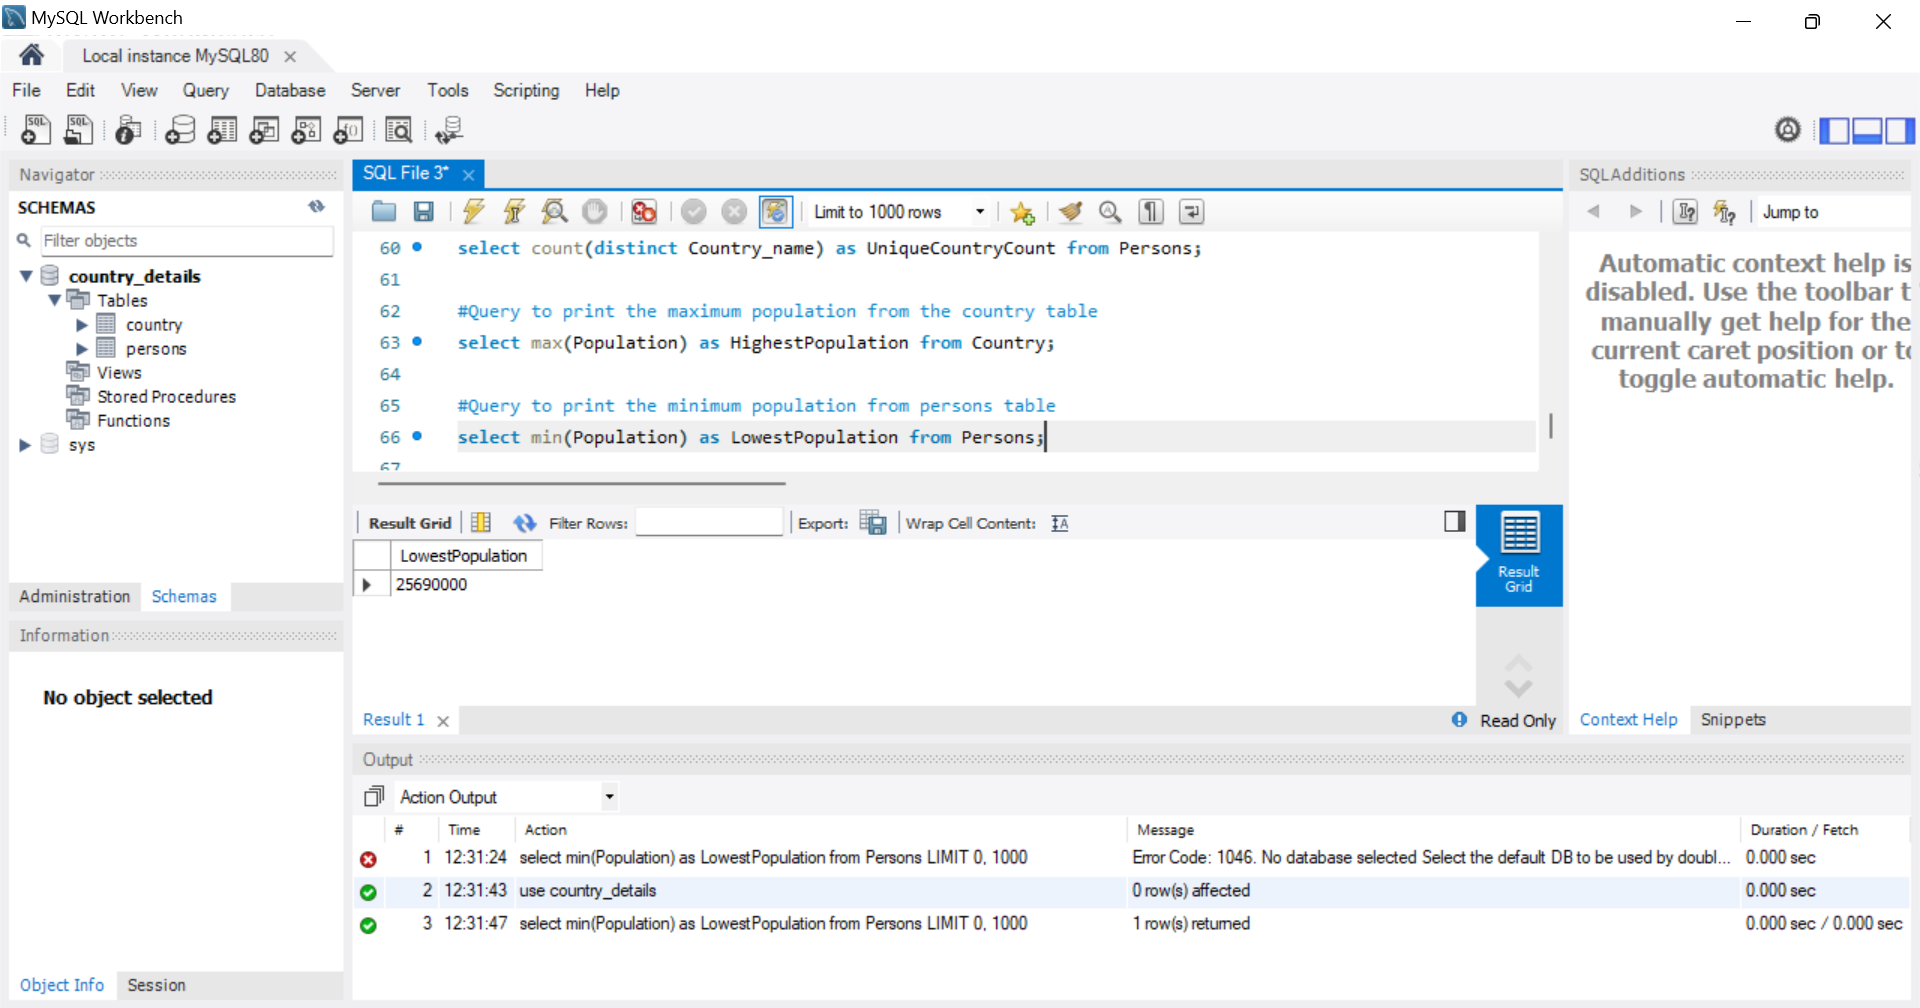 MySQL Workbench
Local instance MySQL80
File Edit View Query Database Server Tools Scripting Help
Navigator
SCHEMAS
Filter objects
country_details
Tables
country
persons
Views
Stored Procedures
Functions
sys
Administration Schemas
Information
No object selected
Object Info Session
SQL File 3*
Limit to 1000 rows
60 select count(distinct Country_name) as UniqueCountryCount from Persons;
61
62 #Query to print the maximum population from the country table
63 select max(Population) as HighestPopulation from Country;
64
65 #Query to print the minimum population from persons table
66 select min(Population) as LowestPopulation from Persons;
67
Result Grid Filter Rows: Export: Wrap Cell Content:
LowestPopulation
25690000
Result
Grid
Result 1
Read Only
SQLAdditions
Jump to
Automatic context help is
disabled. Use the toolbar t
manually get help for the
current caret position or to
toggle automatic help.
Context Help Snippets
Output
Action Output
# Time Action Message Duration / Fetch
1 12:31:24 select min(Population) as LowestPopulation from Persons LIMIT 0, 1000 Error Code: 1046. No database selected Select the default DB to be used by doubl... 0.000 sec
2 12:31:43 use country_details 0 row(s) affected 0.000 sec
3 12:31:47 select min(Population) as LowestPopulation from Persons LIMIT 0, 1000 1 row(s) returned 0.000 sec / 0.000 sec